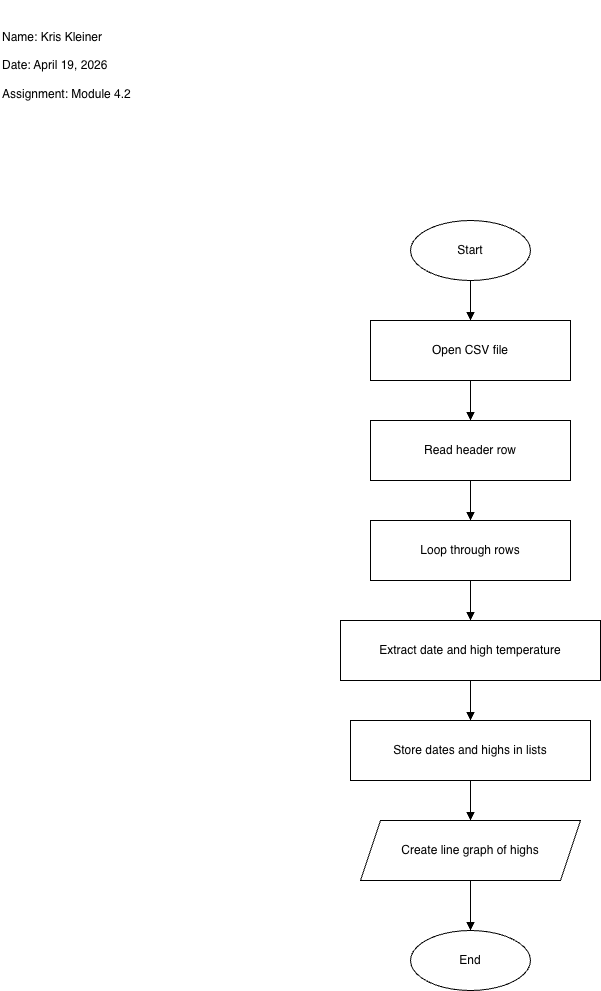 Name: Kris Kleiner
Date: April 19, 2026
Assignment: Module 4.2
Start
Open CSV file
Read header row
Loop through rows
Extract date and high temperature
Store dates and highs in lists
Create line graph of highs
End